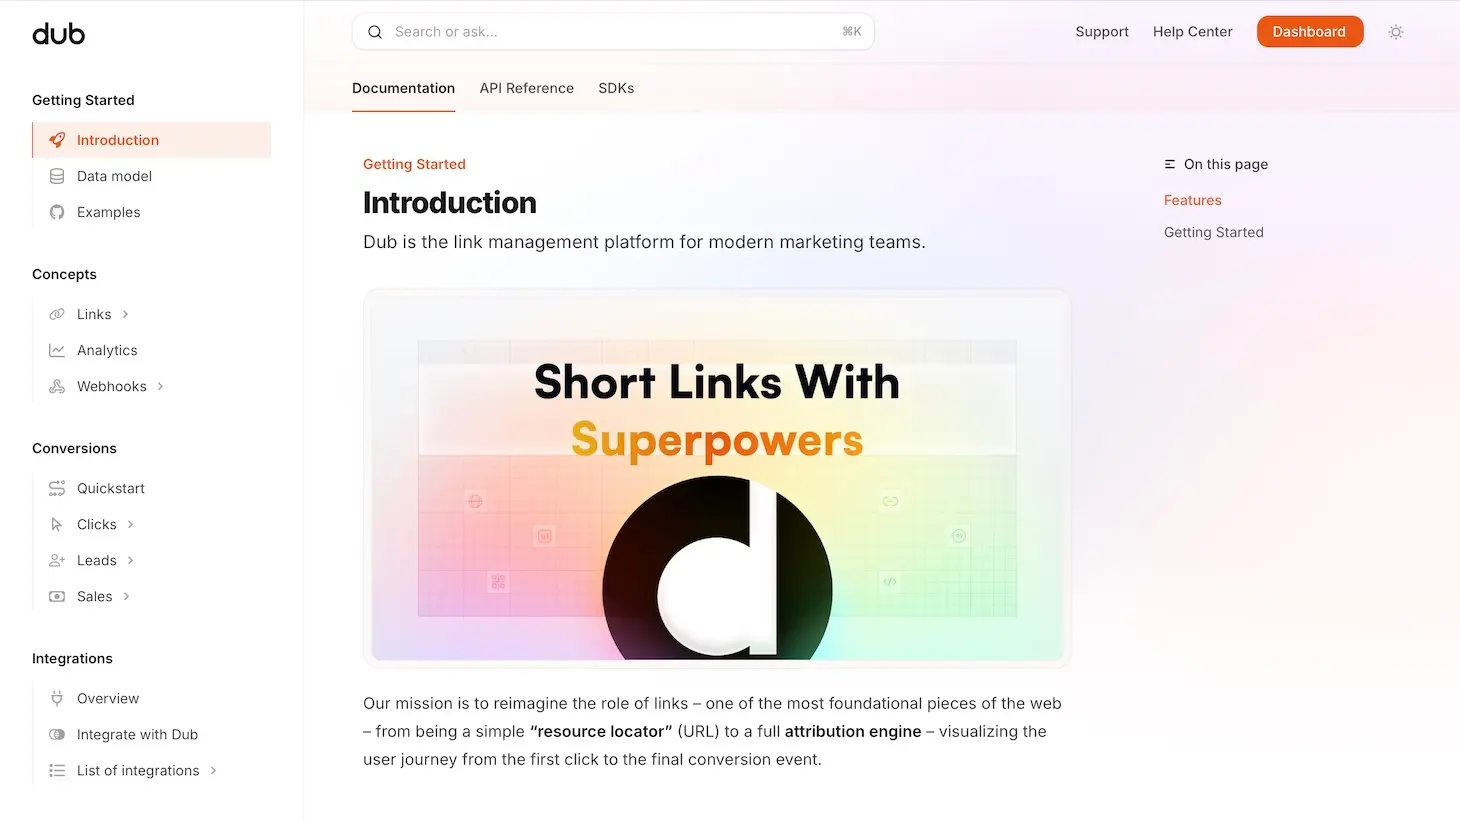 dub
Search or ask...
⌘K
Support
Help Center
Dashboard
Documentation
API Reference
SDKs
Getting Started
Introduction
Data model
Examples
Concepts
Links
Analytics
Webhooks
Conversions
Quickstart
Clicks
Leads
Sales
Integrations
Overview
Integrate with Dub
List of integrations
Getting Started
Introduction
Dub is the link management platform for modern marketing teams.
Short Links With
Superpowers
d
Our mission is to reimagine the role of links – one of the most foundational pieces of the web
– from being a simple “resource locator” (URL) to a full attribution engine – visualizing the
user journey from the first click to the final conversion event.
On this page
Features
Getting Started